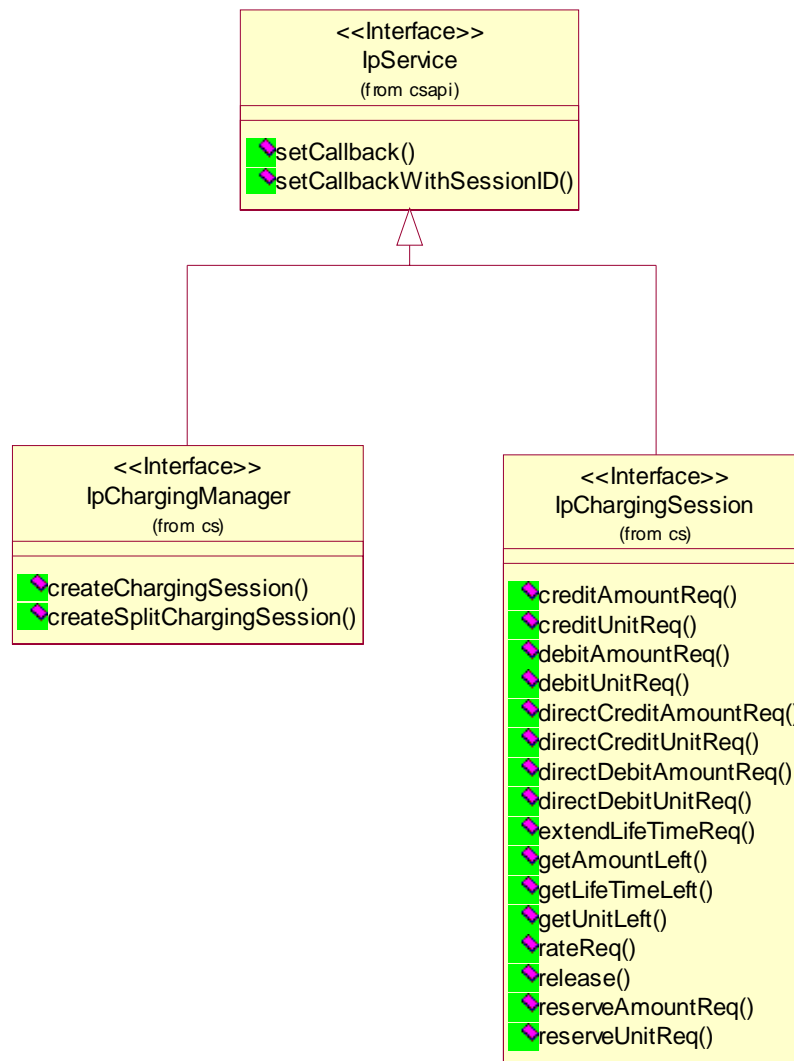 <<Interface>>
IpService
(from csapi)
setCallback()
setCallbackWithSessionID()
<<Interface>>
IpChargingManager
(from cs)
createChargingSession()
createSplitChargingSession()
<<Interface>>
IpChargingSession
(from cs)
creditAmountReq()
creditUnitReq()
debitAmountReq()
debitUnitReq()
directCreditAmountReq()
directCreditUnitReq()
directDebitAmountReq()
directDebitUnitReq()
extendLifeTimeReq()
getAmountLeft()
getLifeTimeLeft()
getUnitLeft()
rateReq()
release()
reserveAmountReq()
reserveUnitReq()